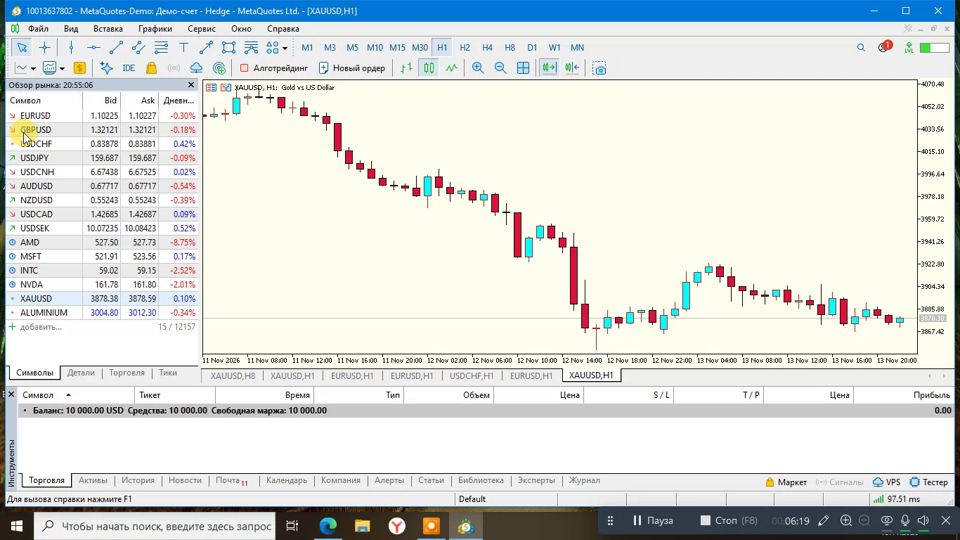 10013637802 - MetaQuotes-Demo: Демо-счет - Hedge - MetaQuotes Ltd. - [XAUUSD,H1]
Файл Вид Вставка Графики Сервис Окно Справка
M1 M3 M5 M10 M15 M30 H1 H2 H4 H8 D1 W1 MN 1 LVL
IDE Алготрейдинг Новый ордер
Обзор рынка: 20:55:06
Символ Bid Ask Дневн...
EURUSD 1.10225 1.10227 -0.30%
GBPUSD 1.32121 1.32121 -0.18%
USDCHF 0.83878 0.83881 0.42%
USDJPY 159.687 159.687 -0.09%
USDCNH 6.67438 6.67525 0.02%
AUDUSD 0.67717 0.67717 -0.54%
NZDUSD 0.55243 0.55243 -0.39%
USDCAD 1.42685 1.42687 0.09%
USDSEK 10.07235 10.08423 0.52%
AMD 527.50 527.73 -8.75%
MSFT 521.91 523.56 0.17%
INTC 59.02 59.15 -2.52%
NVDA 161.78 161.80 -2.01%
XAUUSD 3878.38 3878.59 0.10%
ALUMINIUM 3004.80 3012.30 -0.34%
добавить... 15 / 12157
Символы Детали Торговля Тики
XAUUSD, H1: Gold vs US Dollar
4070.48
4052.02
4033.56
4015.10
3996.64
3978.18
3959.72
3941.26
3922.80
3904.34
3885.88
3878.38
3867.42
11 Nov 2026 11 Nov 08:00 11 Nov 12:00 11 Nov 16:00 11 Nov 20:00 12 Nov 02:00 12 Nov 06:00 12 Nov 10:00 12 Nov 14:00 12 Nov 18:00 12 Nov 22:00 13 Nov 04:00 13 Nov 08:00 13 Nov 12:00 13 Nov 16:00 13 Nov 20:00
XAUUSD,H8 XAUUSD,H1 EURUSD,H1 EURUSD,H1 USDCHF,H1 EURUSD,H1 XAUUSD,H1
Символ Тикет Время Тип Объем Цена S / L T / P Цена Прибыль
Баланс: 10 000.00 USD Средства: 10 000.00 Свободная маржа: 10 000.00 0.00
Инструменты
Торговля Активы История Новости Почта 11 Календарь Компания Алерты Статьи Библиотека Эксперты Журнал Маркет Сигналы VPS Тестер
Для вызова справки нажмите F1 Default 97.51 ms
Чтобы начать поиск, введите здесь запрос
Пауза Стоп (F8) 00:06:19